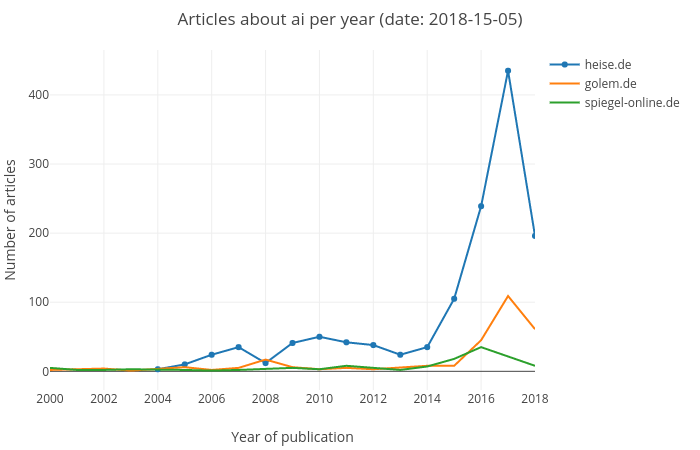 Articles about ai per year (date: 2018-15-05)
heise.de
golem.de
spiegel-online.de
Number of articles
400
300
200
100
0
2000 2002 2004 2006 2008 2010 2012 2014 2016 2018
Year of publication